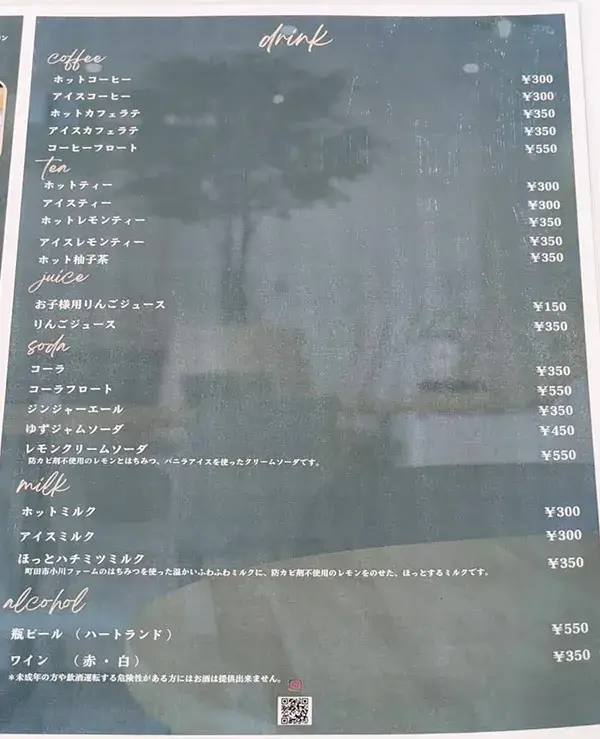 drink
coffee
ホットコーヒー ¥300
アイスコーヒー ¥300
ホットカフェラテ ¥350
アイスカフェラテ ¥350
コーヒーフロート ¥550
Tea
ホットティー ¥300
アイスティー ¥300
ホットレモンティー ¥350
アイスレモンティー ¥350
ホット柚子茶 ¥350
juice
お子様用りんごジュース ¥150
りんごジュース ¥350
soda
コーラ ¥350
コーラフロート ¥550
ジンジャーエール ¥350
ゆずジャムソーダ ¥450
レモンクリームソーダ ¥550
防カビ剤不使用のレモンとはちみつ、バニラアイスを使ったクリームソーダです。
milk
ホットミルク ¥300
アイスミルク ¥300
ほっとハチミツミルク ¥350
町田市小川ファームのはちみつを使った温かいふわふわミルクに、防カビ剤不使用のレモンをのせた、ほっとするミルクです。
alcohol
瓶ビール （ハートランド） ¥550
ワイン （赤・白） ¥350
＊未成年の方や飲酒運転する危険性がある方にはお酒は提供出来ません。